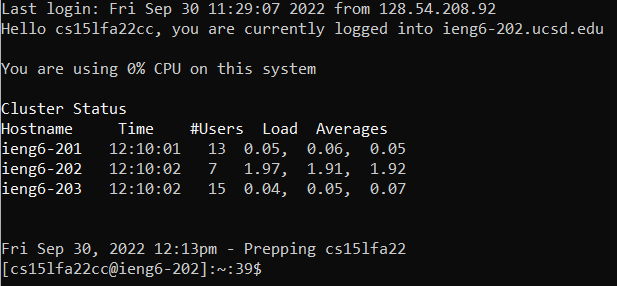 Last login: Fri Sep 30 11:29:07 2022 from 128.54.208.92
Hello cs15lfa22cc, you are currently logged into ieng6-202.ucsd.edu
You are using 0% CPU on this system
Cluster Status
Hostname     Time    #Users  Load  Averages
ieng6-201   12:10:01   13  0.05,  0.06,  0.05
ieng6-202   12:10:02   7   1.97,  1.91,  1.92
ieng6-203   12:10:02   15  0.04,  0.05,  0.07
Fri Sep 30, 2022 12:13pm - Prepping cs15lfa22
[cs15lfa22cc@ieng6-202]:~:39$